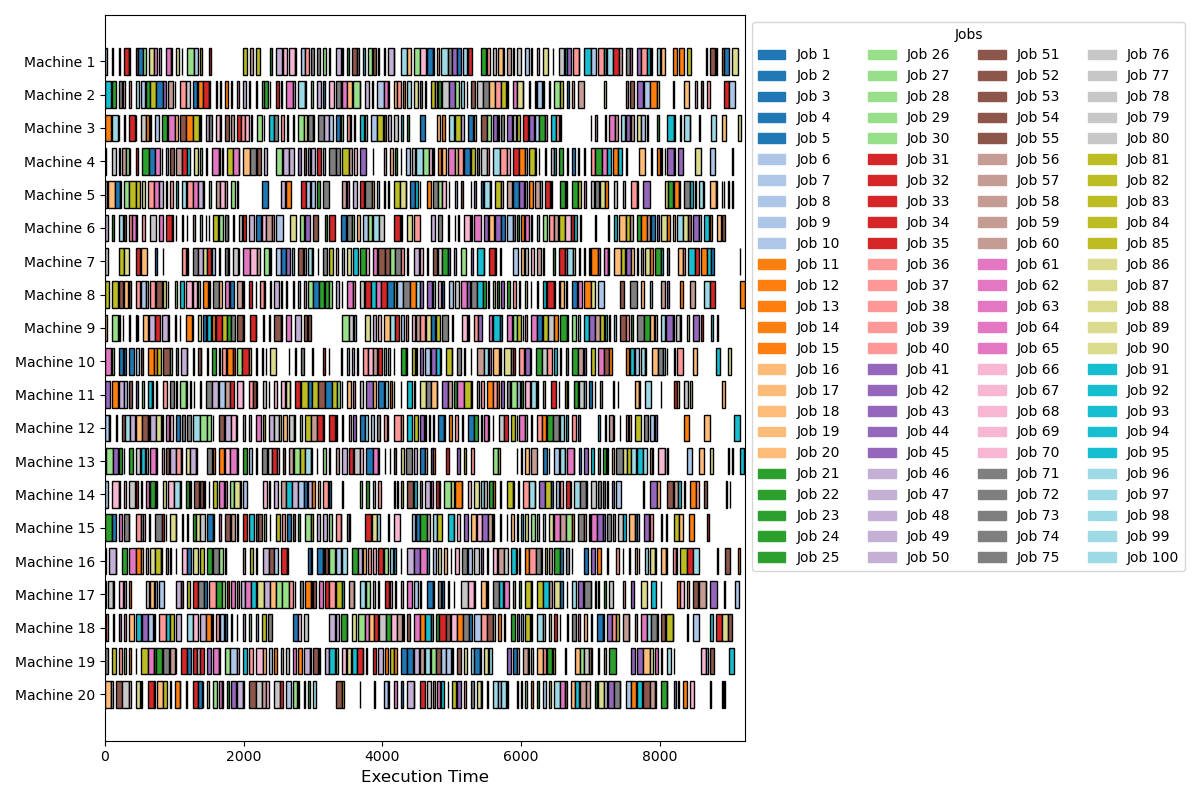 Machine 1
Machine 2
Machine 3
Machine 4
Machine 5
Machine 6
Machine 7
Machine 8
Machine 9
Machine 10
Machine 11
Machine 12
Machine 13
Machine 14
Machine 15
Machine 16
Machine 17
Machine 18
Machine 19
Machine 20
0 2000 4000 6000 8000
Execution Time
Jobs
Job 1 Job 26 Job 51 Job 76
Job 2 Job 27 Job 52 Job 77
Job 3 Job 28 Job 53 Job 78
Job 4 Job 29 Job 54 Job 79
Job 5 Job 30 Job 55 Job 80
Job 6 Job 31 Job 56 Job 81
Job 7 Job 32 Job 57 Job 82
Job 8 Job 33 Job 58 Job 83
Job 9 Job 34 Job 59 Job 84
Job 10 Job 35 Job 60 Job 85
Job 11 Job 36 Job 61 Job 86
Job 12 Job 37 Job 62 Job 87
Job 13 Job 38 Job 63 Job 88
Job 14 Job 39 Job 64 Job 89
Job 15 Job 40 Job 65 Job 90
Job 16 Job 41 Job 66 Job 91
Job 17 Job 42 Job 67 Job 92
Job 18 Job 43 Job 68 Job 93
Job 19 Job 44 Job 69 Job 94
Job 20 Job 45 Job 70 Job 95
Job 21 Job 46 Job 71 Job 96
Job 22 Job 47 Job 72 Job 97
Job 23 Job 48 Job 73 Job 98
Job 24 Job 49 Job 74 Job 99
Job 25 Job 50 Job 75 Job 100